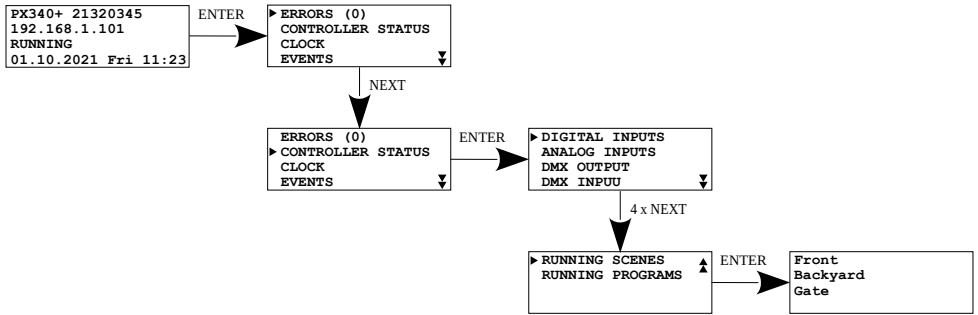 PX340+ 21320345
192.168.1.101
RUNNING
01.10.2021 Fri 11:23
ENTER
ERRORS (0)
CONTROLLER STATUS
CLOCK
EVENTS
NEXT
ERRORS (0)
CONTROLLER STATUS
CLOCK
EVENTS
ENTER
DIGITAL INPUTS
ANALOG INPUTS
DMX OUTPUT
DMX INPUU
4 x NEXT
RUNNING SCENES
RUNNING PROGRAMS
ENTER
Front
Backyard
Gate